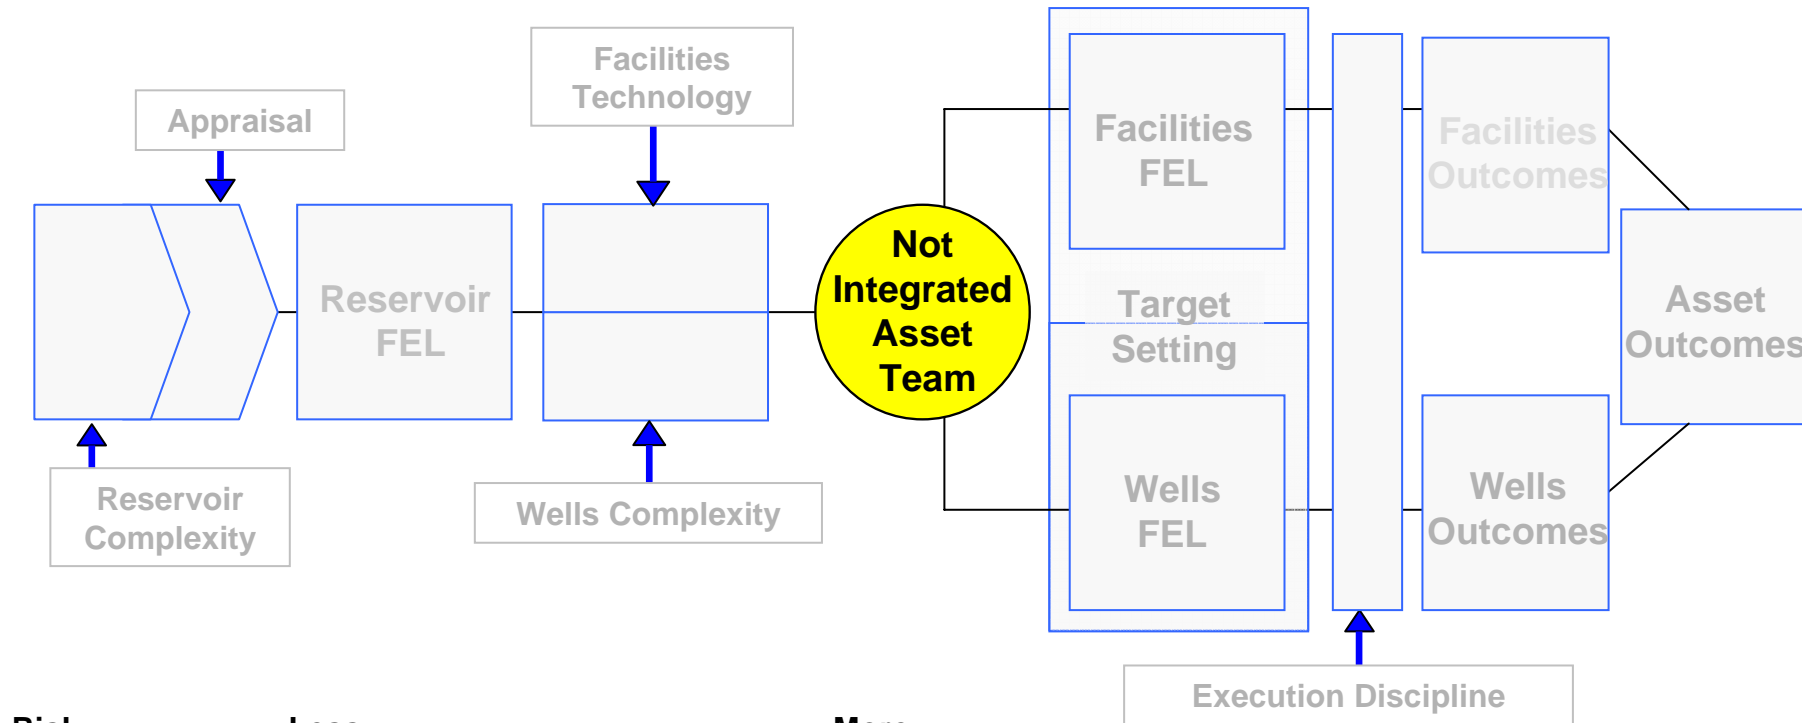 Facilities
Technology
Appraisal
Reservoir
FEL
Reservoir
Complexity
Wells Complexity
Not
Integrated
Asset
Team
Facilities
FEL
Target
Setting
Wells
FEL
Facilities
Outcomes
Wells
Outcomes
Asset
Outcomes
Execution Discipline